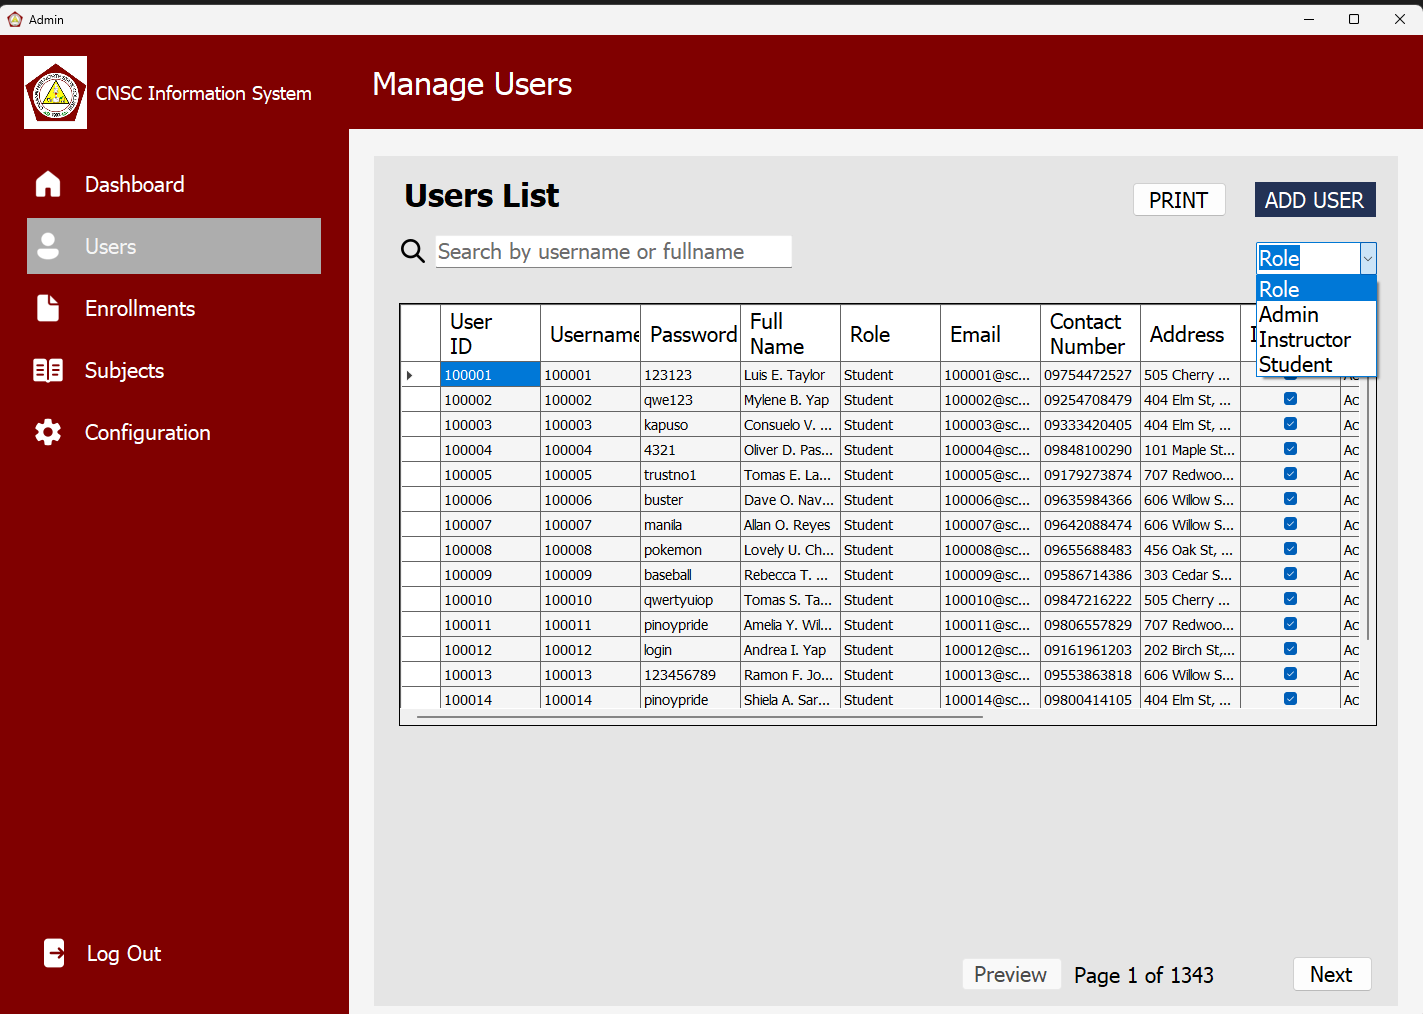 Admin
CNSC Information System
Manage Users
Dashboard
Users
Enrollments
Subjects
Configuration
Log Out
Users List
PRINT
ADD USER
Search by username or fullname
Role
Role
Admin
Instructor
Student
User ID Username Password Full Name Role Email Contact Number Address
100001 100001 123123 Luis E. Taylor Student 100001@sc... 09754472527 505 Cherry ... Ac
100002 100002 qwe123 Mylene B. Yap Student 100002@sc... 09254708479 404 Elm St, ... Ac
100003 100003 kapuso Consuelo V. ... Student 100003@sc... 09333420405 404 Elm St, ... Ac
100004 100004 4321 Oliver D. Pas... Student 100004@sc... 09848100290 101 Maple St... Ac
100005 100005 trustno1 Tomas E. La... Student 100005@sc... 09179273874 707 Redwoo... Ac
100006 100006 buster Dave O. Nav... Student 100006@sc... 09635984366 606 Willow S... Ac
100007 100007 manila Allan O. Reyes Student 100007@sc... 09642088474 606 Willow S... Ac
100008 100008 pokemon Lovely U. Ch... Student 100008@sc... 09655688483 456 Oak St, ... Ac
100009 100009 baseball Rebecca T. ... Student 100009@sc... 09586714386 303 Cedar S... Ac
100010 100010 qwertyuiop Tomas S. Ta... Student 100010@sc... 09847216222 505 Cherry ... Ac
100011 100011 pinoypride Amelia Y. Wil... Student 100011@sc... 09806557829 707 Redwoo... Ac
100012 100012 login Andrea I. Yap Student 100012@sc... 09161961203 202 Birch St,... Ac
100013 100013 123456789 Ramon F. Jo... Student 100013@sc... 09553863818 606 Willow S... Ac
100014 100014 pinoypride Shiela A. Sar... Student 100014@sc... 09800414105 404 Elm St, ... Ac
Preview
Page 1 of 1343
Next